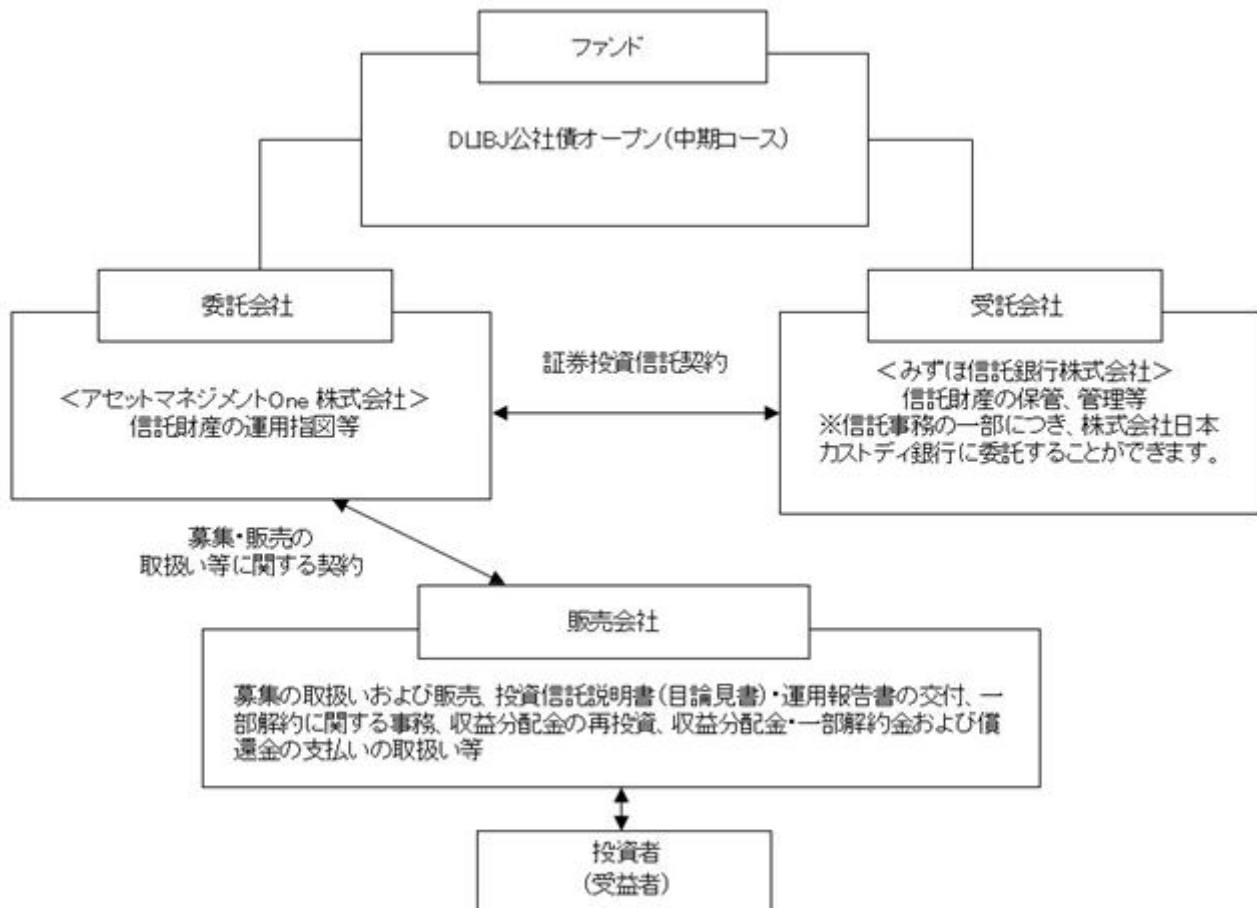 ファンド
DLIBJ公社債オープン(中期コース)
委託会社
受託会社
<アセットマネジメントOne 株式会社>
信託財産の運用指図等
証券投資信託契約
<みずほ信託銀行株式会社>
信託財産の保管、管理等
※信託事務の一部につき、株式会社日本
カストディ銀行に委託することができます。
募集・販売の
取扱い等に関する契約
販売会社
募集の取扱いおよび販売、投資信託説明書(目論見書)・運用報告書の交付、一
部解約に関する事務、収益分配金の再投資、収益分配金・一部解約金および償
還金の支払いの取扱い等
投資者
(受益者)